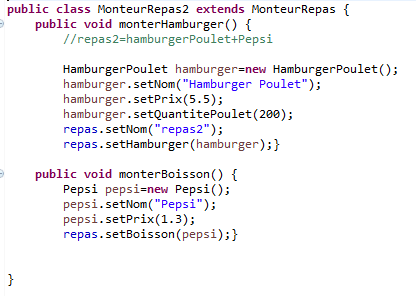 public class MonteurRepas2 extends MonteurRepas {
    public void monterHamburger() {
        //repas2=hamburgerPoulet+Pepsi

        HamburgerPoulet hamburger=new HamburgerPoulet();
        hamburger.setNom("Hamburger Poulet");
        hamburger.setPrix(5.5);
        hamburger.setQuantitePoulet(200);
        repas.setNom("repas2");
        repas.setHamburger(hamburger);}

    public void monterBoisson() {
        Pepsi pepsi=new Pepsi();
        pepsi.setNom("Pepsi");
        pepsi.setPrix(1.3);
        repas.setBoisson(pepsi);}

}